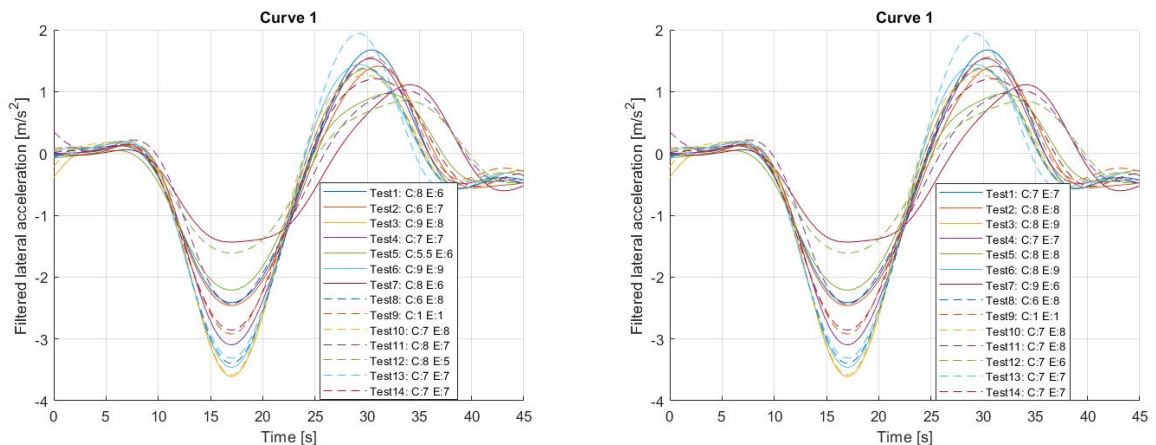 Curve 1
Filtered lateral acceleration [m/s²]
2
1
0
-1
-2
-3
-4
0
5
10
15
20
25
30
35
40
45
Time [s]
Test1: C:8 E:6
Test2: C:6 E:7
Test3: C:9 E:8
Test4: C:7 E:7
Test5: C:5.5 E:6
Test6: C:9 E:9
Test7: C:8 E:6
Test8: C:6 E:8
Test9: C:1 E:1
Test10: C:7 E:8
Test11: C:8 E:7
Test12: C:8 E:5
Test13: C:7 E:7
Test14: C:7 E:7
Curve 1
Filtered lateral acceleration [m/s²]
2
1
0
-1
-2
-3
-4
0
5
10
15
20
25
30
35
40
45
Time [s]
Test1: C:7 E:7
Test2: C:8 E:8
Test3: C:8 E:9
Test4: C:7 E:7
Test5: C:8 E:8
Test6: C:8 E:9
Test7: C:9 E:6
Test8: C:6 E:8
Test9: C:1 E:1
Test10: C:7 E:8
Test11: C:7 E:8
Test12: C:7 E:6
Test13: C:7 E:7
Test14: C:7 E:7